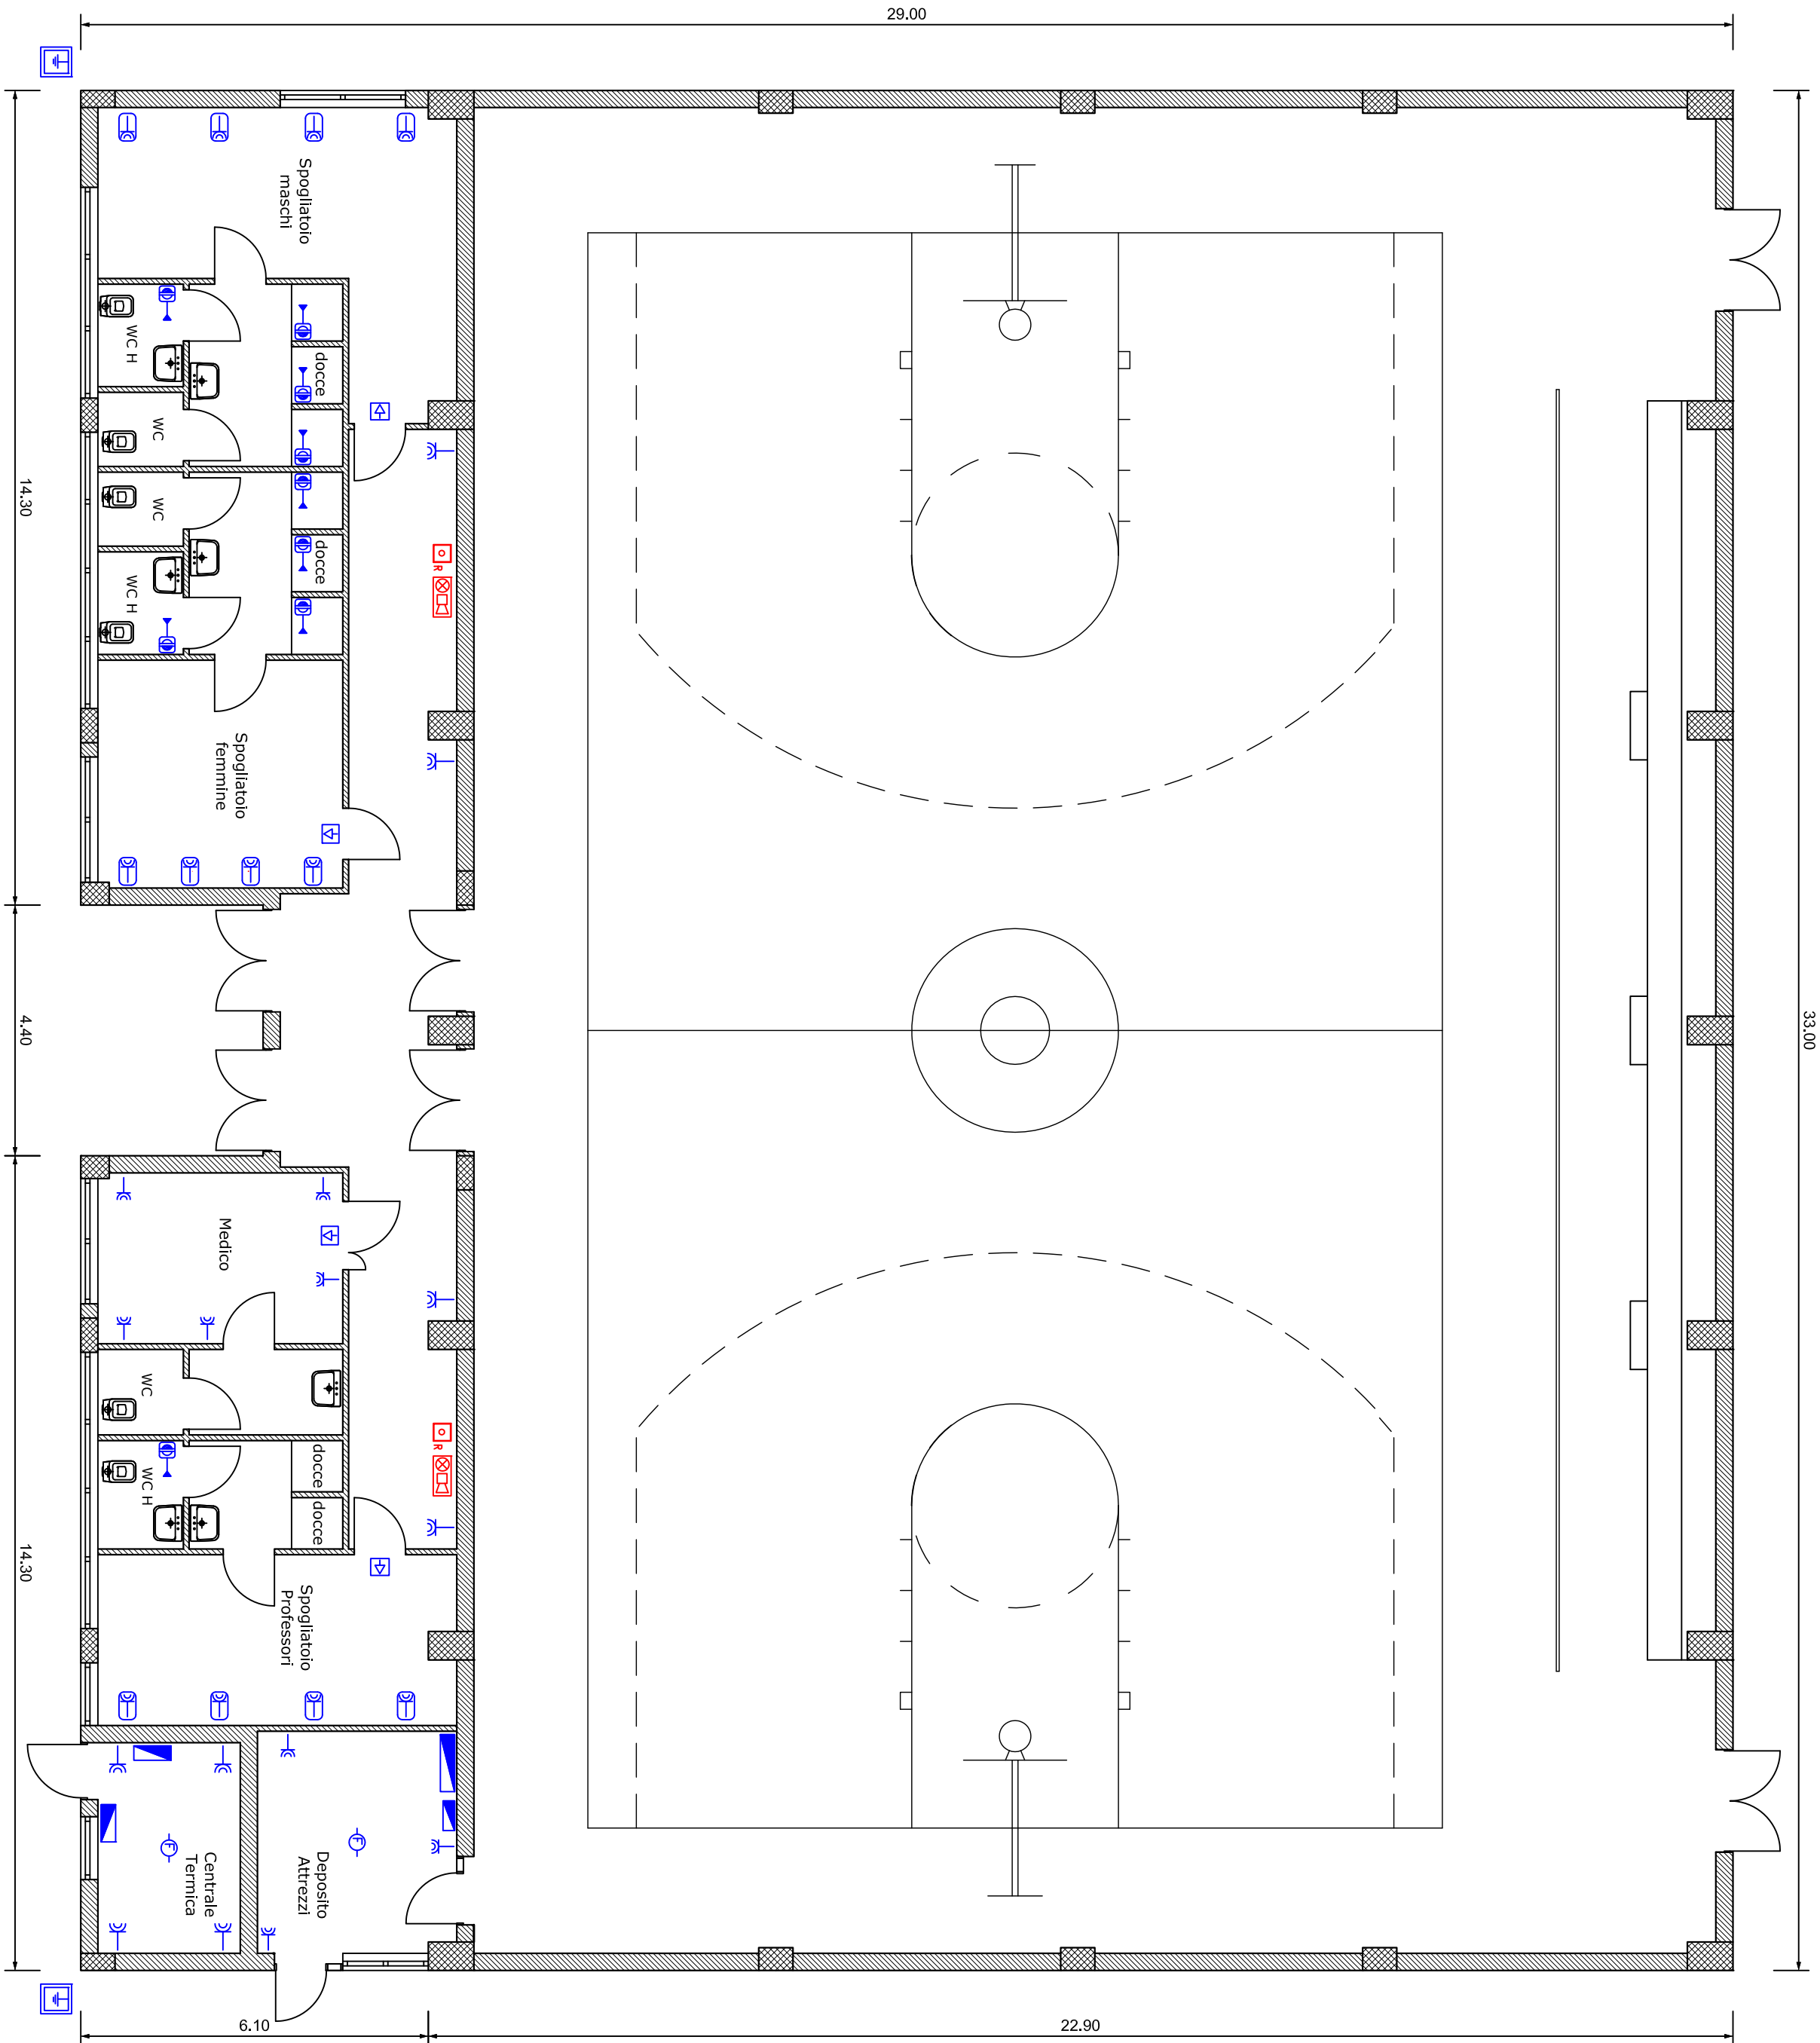 29.00
33.00
Spogliatoio
maschi
WC H
docce
WC
14.30
WC
docce
R
WC H
Spogliatoio
femmine
4.40
Medico
WC
R
docce
WC H
docce
14.30
Spogliatoio
Professori
F
F
Deposito
Attrezzi
Centrale
Termica
6.10
22.90